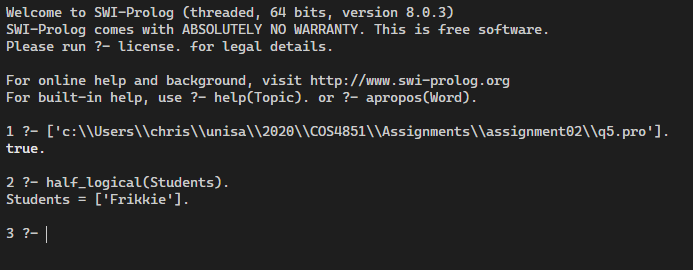 Welcome to SWI-Prolog (threaded, 64 bits, version 8.0.3)
SWI-Prolog comes with ABSOLUTELY NO WARRANTY. This is free software.
Please run ?- license. for legal details.
For online help and background, visit http://www.swi-prolog.org
For built-in help, use ?- help(Topic). or ?- apropos(Word).
1 ?- ['c:\\Users\\chris\\unisa\\2020\\COS4851\\Assignments\\assignment02\\q5.pro'].
true.
2 ?- half_logical(Students).
Students = ['Frikkie'].
3 ?-